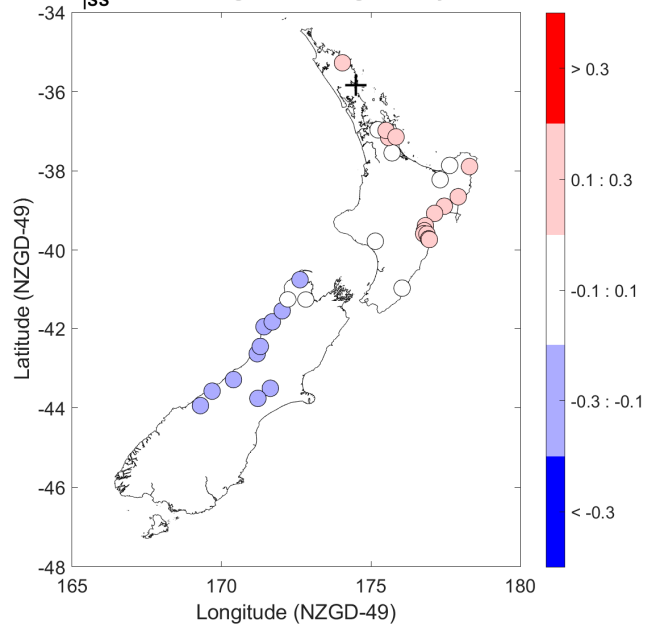 -34
-36
-38
-40
-42
-44
-46
-48
165
170
175
180
Latitude (NZGD-49)
Longitude (NZGD-49)
> 0.3
0.1 : 0.3
-0.1 : 0.1
-0.3 : -0.1
< -0.3